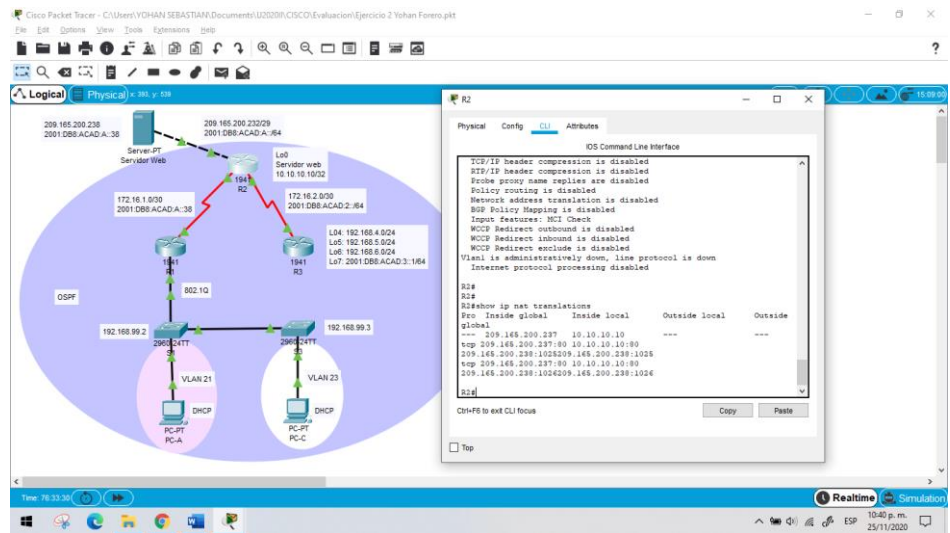 Cisco Packet Tracer - C:\Users\YOHAN SEBASTIAN\Documents\U2020II\CISCO\Evaluacion\Ejercicio 2 Yohan Forero.pkt
File Edit Options View Tools Extensions Help
?
Logical
Physical
x: 393, y: 539
15:09:00
209.165.200.238
2001:DB8:ACAD:A::38
209.165.200.232/29
2001:DB8:ACAD:A::/64
Server-PT
Servidor Web
Lo0
Servidor web
10.10.10.10/32
1941
R2
172.16.1.0/30
2001:DB8:ACAD:A::38
172.16.2.0/30
2001:DB8:ACAD:2::/64
L04: 192.168.4.0/24
Lo5: 192.168.5.0/24
Lo6: 192.168.6.0/24
Lo7: 2001:DB8:ACAD:3::1/64
1941
R1
1941
R3
802.1Q
OSPF
192.168.99.2
192.168.99.3
2960-24TT
S1
2960-24TT
S3
VLAN 21
VLAN 23
DHCP
DHCP
PC-PT
PC-A
PC-PT
PC-C
R2
Physical Config CLI Attributes
IOS Command Line Interface
TCP/IP header compression is disabled
RTP/IP header compression is disabled
Probe proxy name replies are disabled
Policy routing is disabled
Network address translation is disabled
BGP Policy Mapping is disabled
Input features: MCI Check
WCCP Redirect outbound is disabled
WCCP Redirect inbound is disabled
WCCP Redirect exclude is disabled
Vlan1 is administratively down, line protocol is down
Internet protocol processing disabled
R2#
R2#
R2#show ip nat translations
Pro Inside global Inside local Outside local Outside
global
--- 209.165.200.237 10.10.10.10 --- ---
tcp 209.165.200.237:80 10.10.10.10:80
209.165.200.238:1025209.165.200.238:1025
tcp 209.165.200.237:80 10.10.10.10:80
209.165.200.238:1026209.165.200.238:1026
R2#
Ctrl+F6 to exit CLI focus
Copy
Paste
Top
Time: 76:33:30
Realtime
Simulation
ESP
10:40 p. m.
25/11/2020